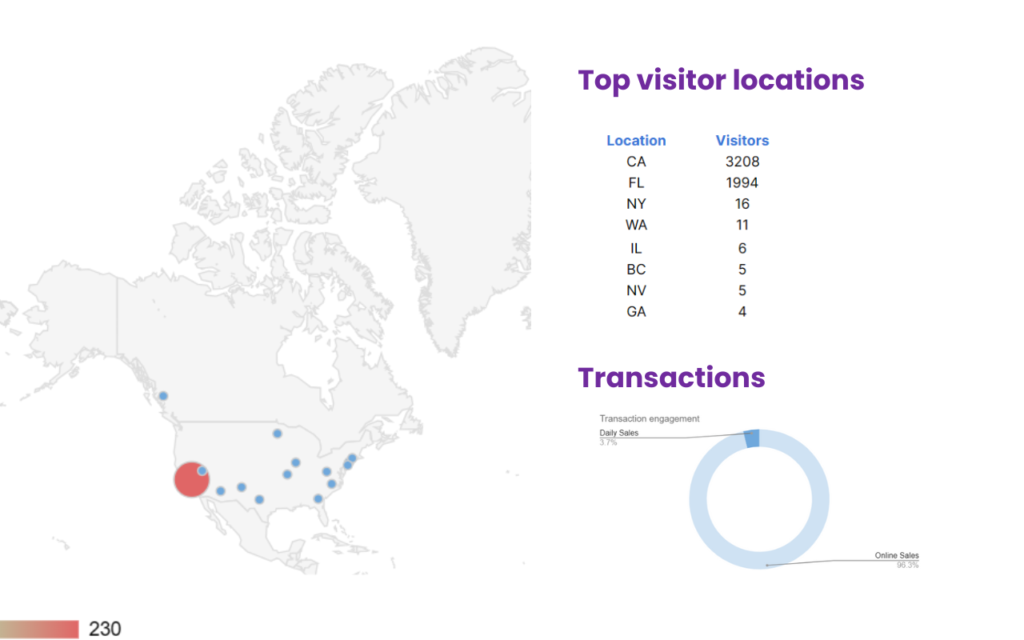 Top visitor locations
Location Visitors
CA 3208
FL 1994
NY 16
WA 11
IL 6
BC 5
NV 5
GA 4
Transactions
Transaction engagement
Daily Sales
3.7%
Online Sales
96.3%
230